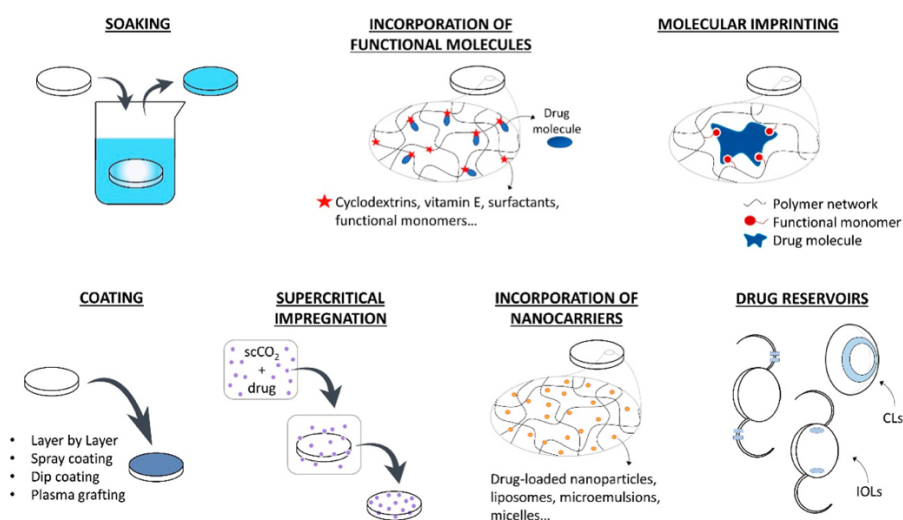 SOAKING
INCORPORATION OF
FUNCTIONAL MOLECULES
Drug
molecule
★ Cyclodextrins, vitamin E, surfactants,
functional monomers…
MOLECULAR IMPRINTING
Polymer network
Functional monomer
Drug molecule
COATING
• Layer by Layer
• Spray coating
• Dip coating
• Plasma grafting
SUPERCRITICAL
IMPREGNATION
scCO₂
+
drug
INCORPORATION OF
NANOCARRIERS
Drug-loaded nanoparticles,
liposomes, microemulsions,
micelles…
DRUG RESERVOIRS
CLs
IOLs